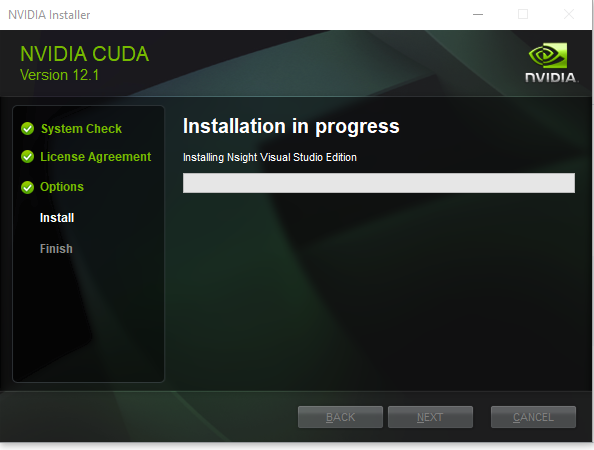 NVIDIA Installer
NVIDIA CUDA
Version 12.1
NVIDIA.
System Check
License Agreement
Options
Install
Finish
Installation in progress
Installing Nsight Visual Studio Edition
BACK
NEXT
CANCEL